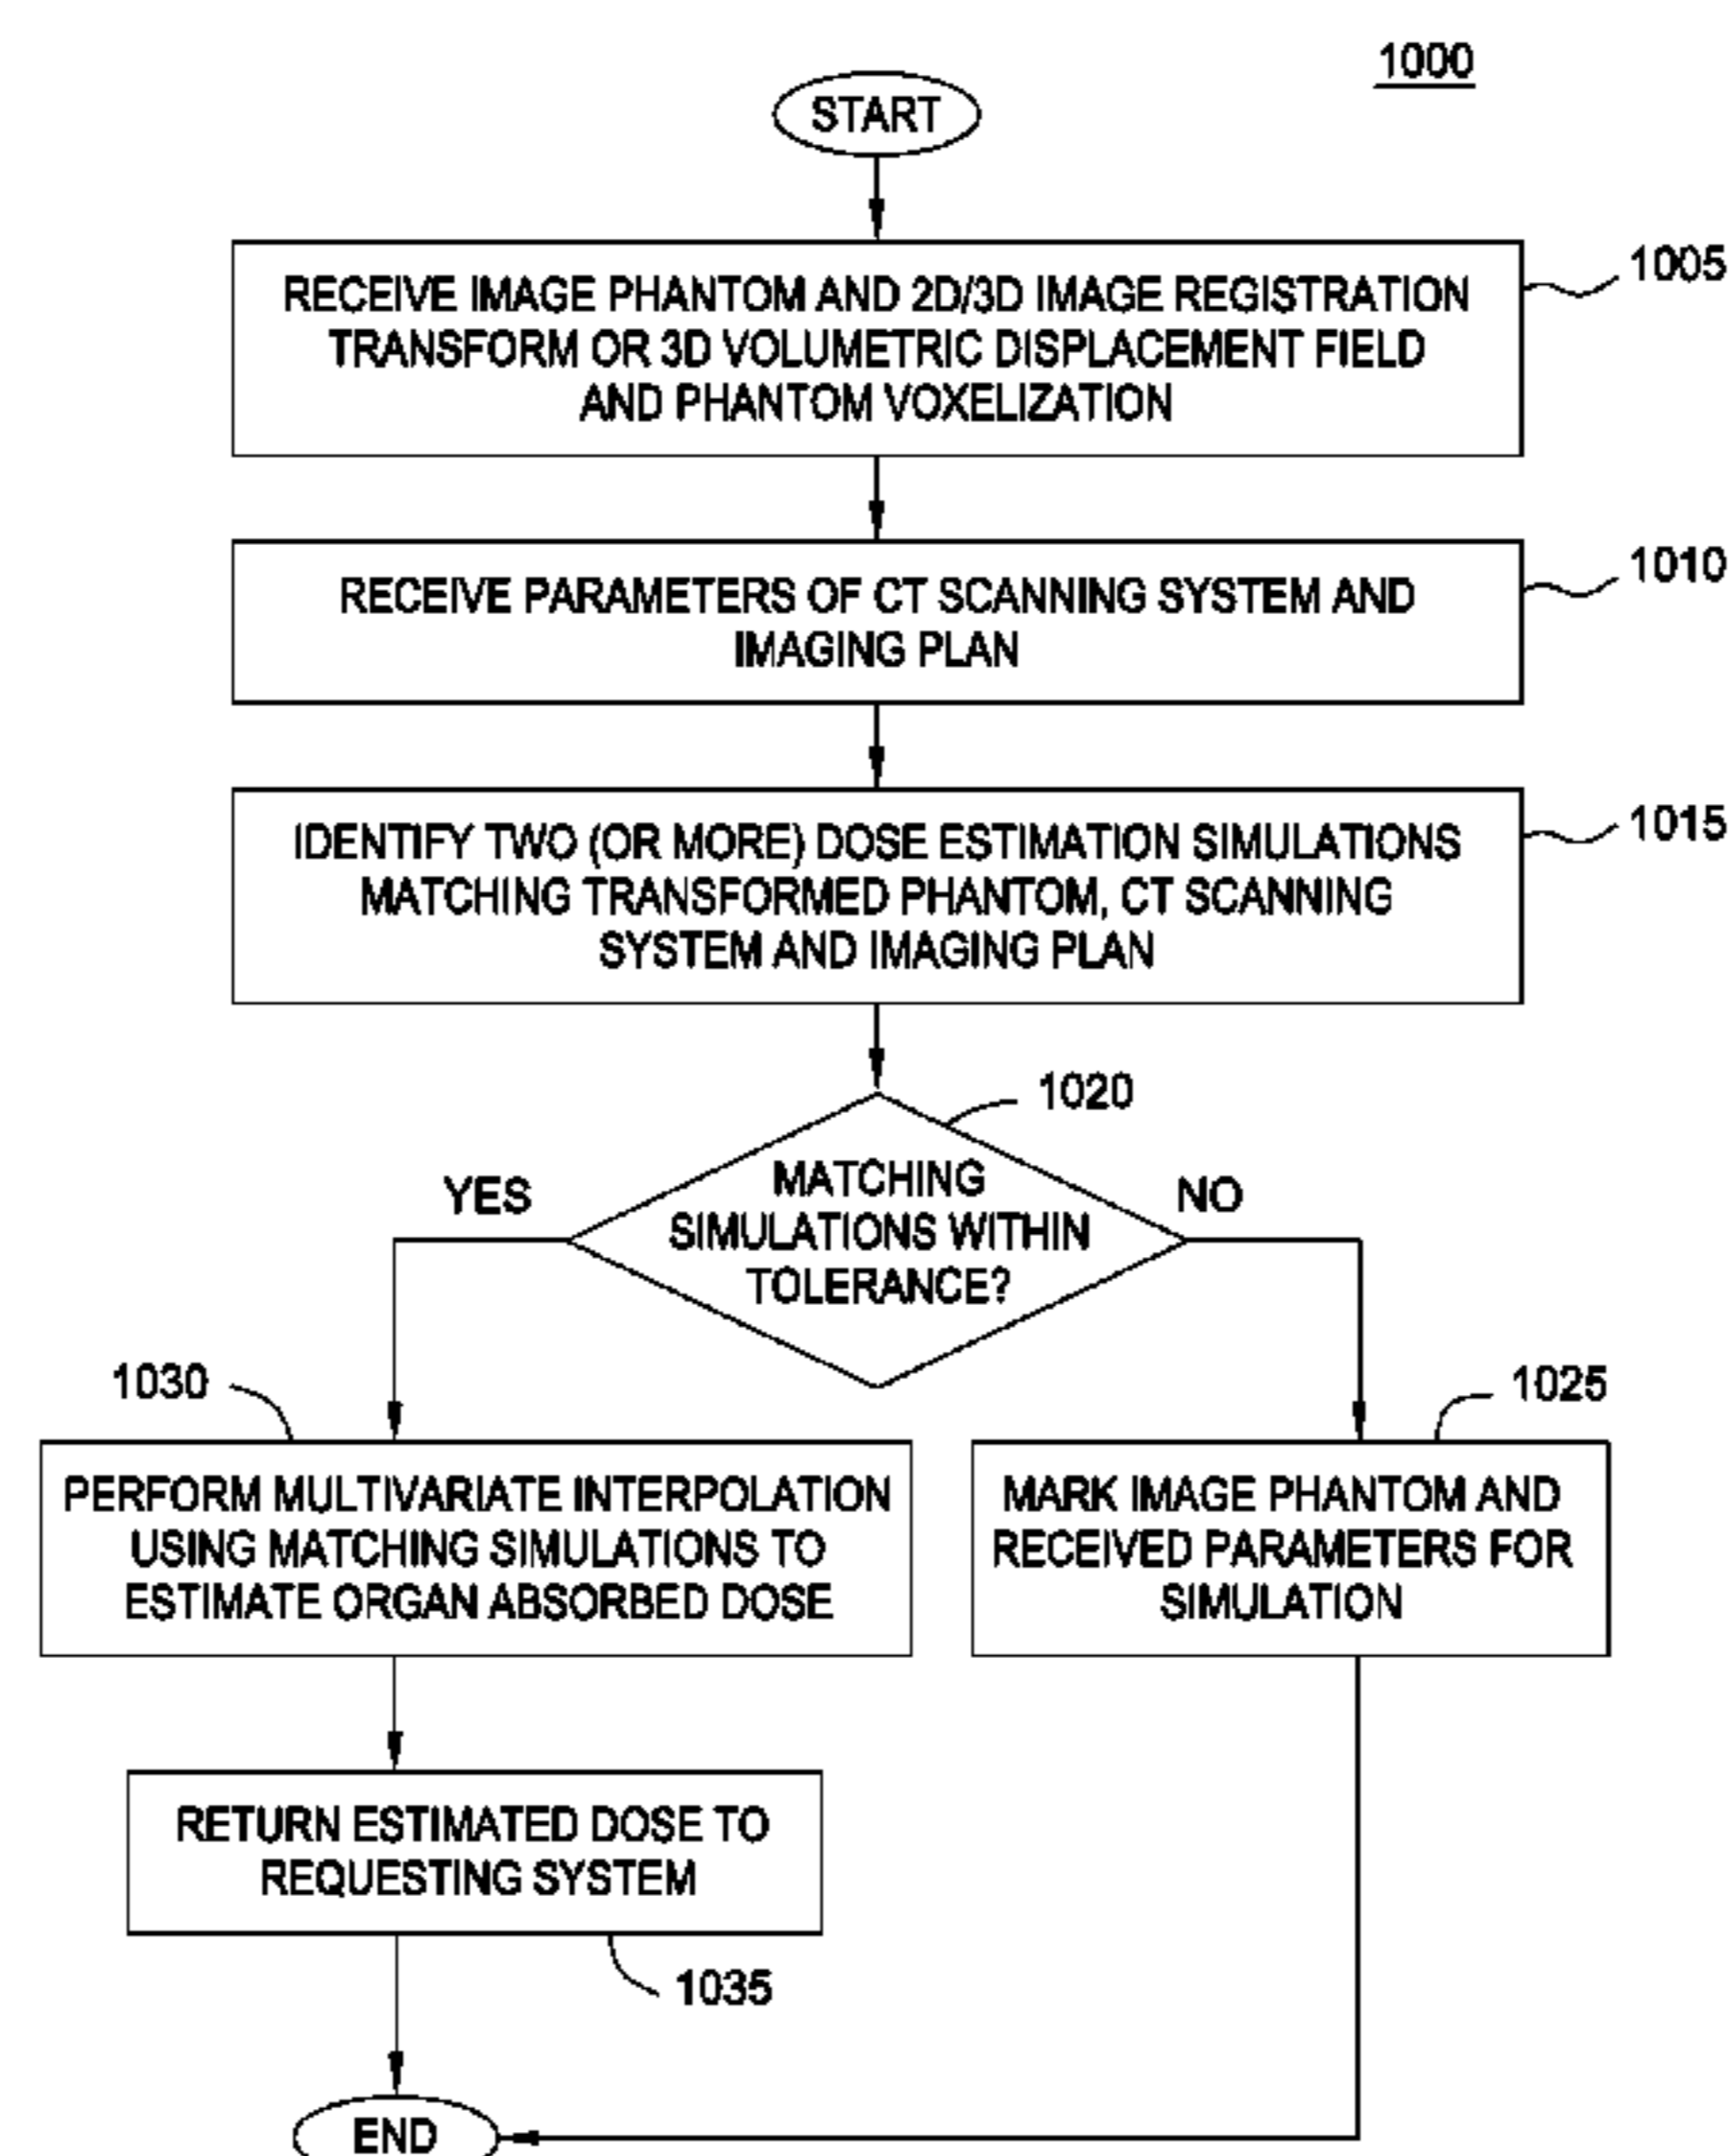 1000
START
RECEIVE IMAGE PHANTOM AND 2D/3D IMAGE REGISTRATION
TRANSFORM OR 3D VOLUMETRIC DISPLACEMENT FIELD
AND PHANTOM VOXELIZATION
1005
RECEIVE PARAMETERS OF CT SCANNING SYSTEM AND
IMAGING PLAN
1010
IDENTIFY TWO (OR MORE) DOSE ESTIMATION SIMULATIONS
MATCHING TRANSFORMED PHANTOM, CT SCANNING
SYSTEM AND IMAGING PLAN
1015
1020
MATCHING
SIMULATIONS WITHIN
TOLERANCE?
YES
NO
1030
PERFORM MULTIVARIATE INTERPOLATION
USING MATCHING SIMULATIONS TO
ESTIMATE ORGAN ABSORBED DOSE
1025
MARK IMAGE PHANTOM AND
RECEIVED PARAMETERS FOR
SIMULATION
RETURN ESTIMATED DOSE TO
REQUESTING SYSTEM
1035
END